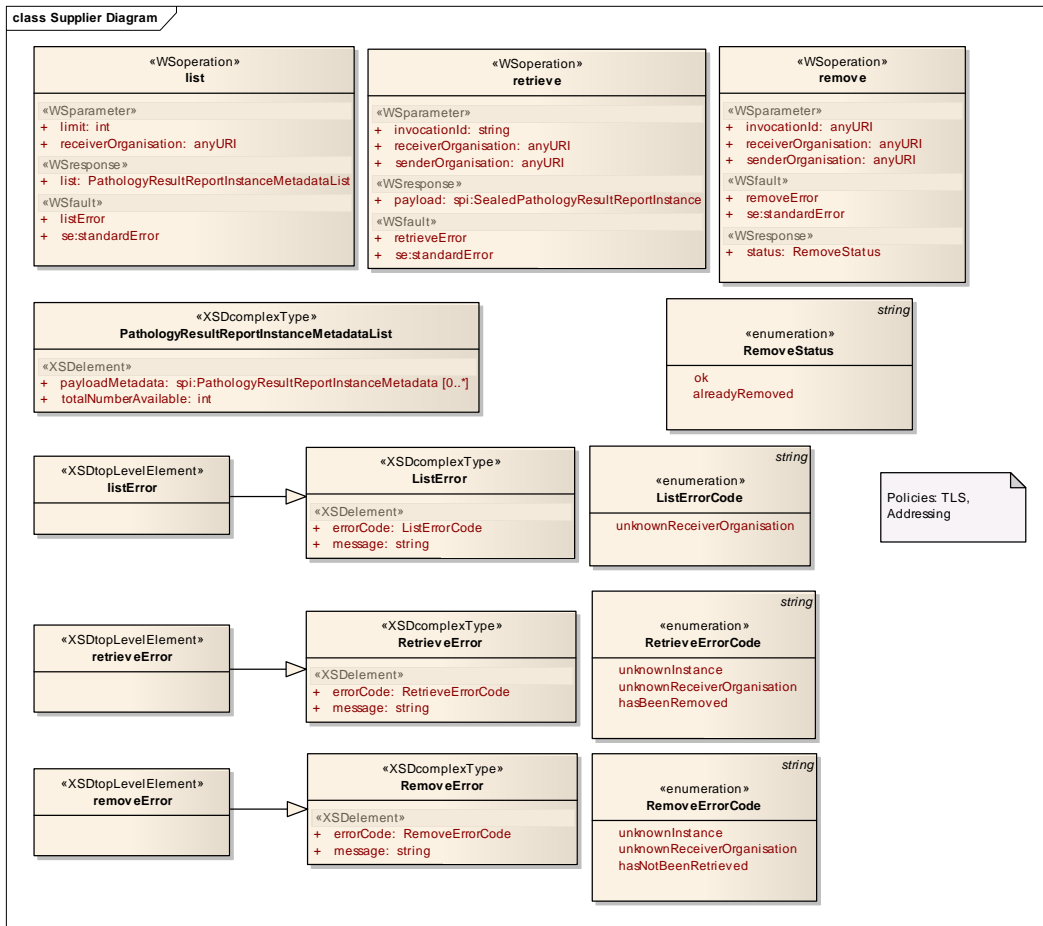 class Supplier Diagram
«WSoperation»
list
«WSparameter»
+ limit: int
+ receiverOrganisation: anyURI
«WSresponse»
+ list: PathologyResultReportInstanceMetadataList
«WSfault»
+ listError
+ se:standardError
«WSoperation»
retrieve
«WSparameter»
+ invocationId: string
+ receiverOrganisation: anyURI
+ senderOrganisation: anyURI
«WSresponse»
+ payload: spi:SealedPathologyResultReportInstance
«WSfault»
+ retrieveError
+ se:standardError
«WSoperation»
remove
«WSparameter»
+ invocationId: anyURI
+ receiverOrganisation: anyURI
+ senderOrganisation: anyURI
«WSfault»
+ removeError
+ se:standardError
«WSresponse»
+ status: RemoveStatus
«XSDcomplexType»
PathologyResultReportInstanceMetadataList
«XSDelement»
+ payloadMetadata: spi:PathologyResultReportInstanceMetadata [0..*]
+ totalNumberAvailable: int
string
«enumeration»
RemoveStatus
ok
alreadyRemoved
«XSDtopLevelElement»
listError
«XSDcomplexType»
ListError
«XSDelement»
+ errorCode: ListErrorCode
+ message: string
string
«enumeration»
ListErrorCode
unknownReceiverOrganisation
Policies: TLS,
Addressing
«XSDtopLevelElement»
retrieveError
«XSDcomplexType»
RetrieveError
«XSDelement»
+ errorCode: RetrieveErrorCode
+ message: string
string
«enumeration»
RetrieveErrorCode
unknownInstance
unknownReceiverOrganisation
hasBeenRemoved
«XSDtopLevelElement»
removeError
«XSDcomplexType»
RemoveError
«XSDelement»
+ errorCode: RemoveErrorCode
+ message: string
string
«enumeration»
RemoveErrorCode
unknownInstance
unknownReceiverOrganisation
hasNotBeenRetrieved